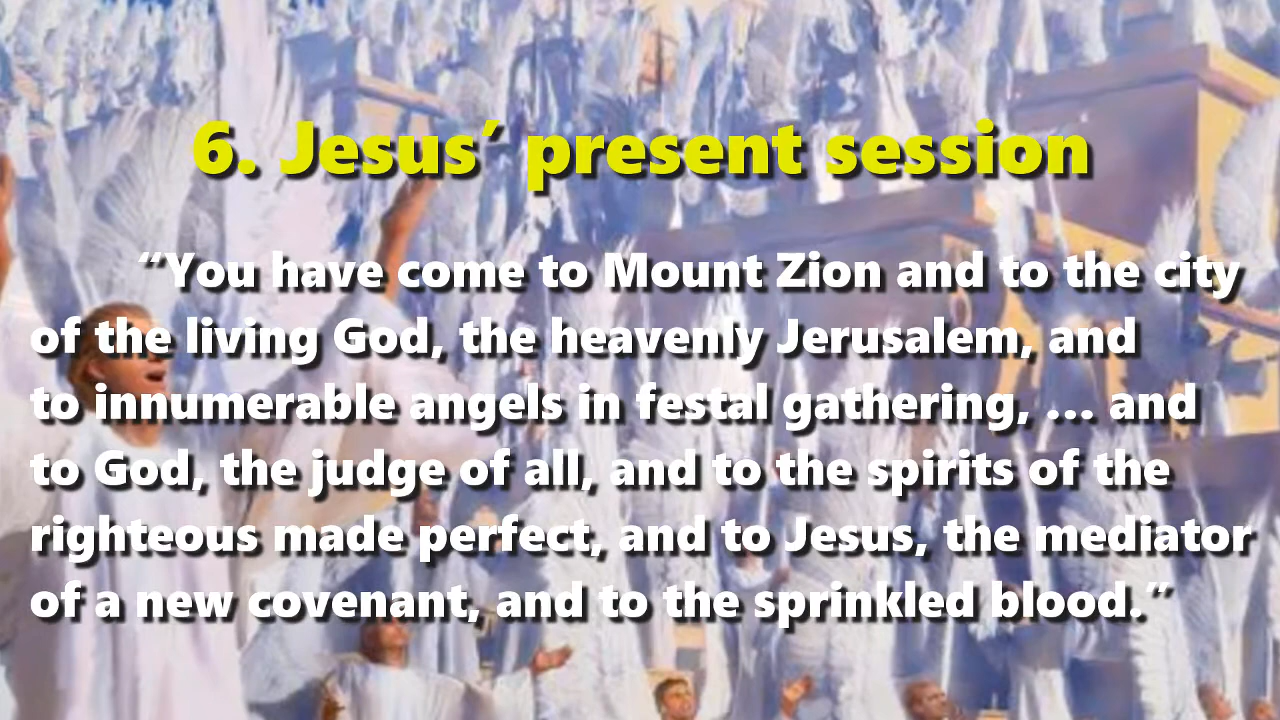 6. Jesus’ present session
“You have come to Mount Zion and to the city
of the living God, the heavenly Jerusalem, and
to innumerable angels in festal gathering, … and
to God, the judge of all, and to the spirits of the
righteous made perfect, and to Jesus, the mediator
of a new covenant, and to the sprinkled blood.”